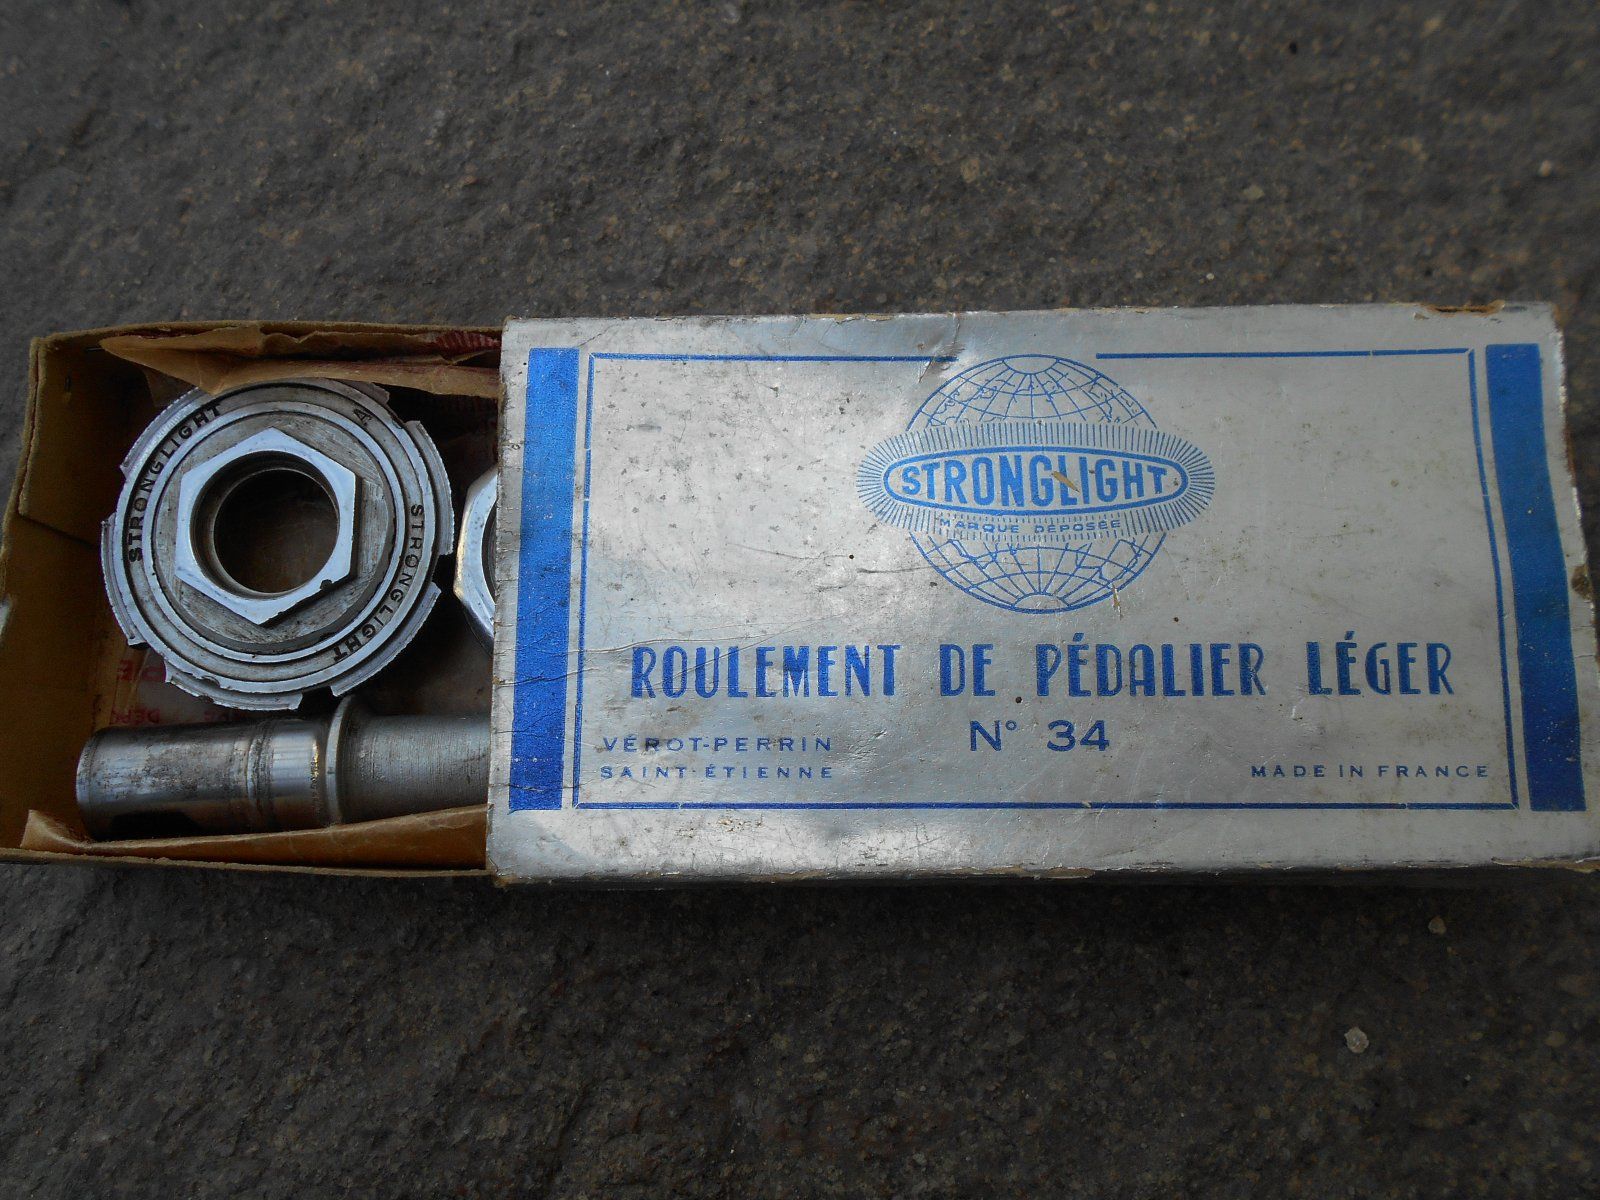 STRONGLIGHT
MARQUE DÉPOSÉE
ROULEMENT DE PÉDALIER LÉGER
N° 34
VÉROT-PERRIN
SAINT-ÉTIENNE
MADE IN FRANCE
STRONGLIGHT
A
STRONGLIGHT